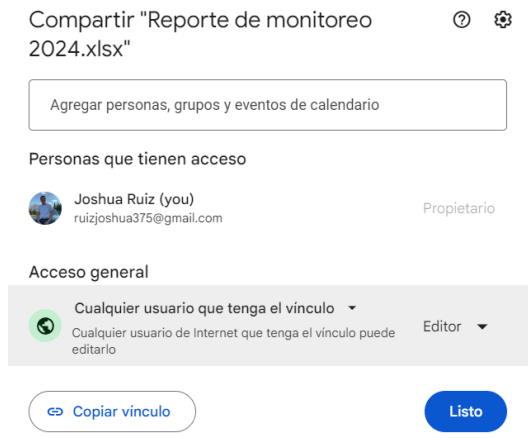 Compartir "Reporte de monitoreo
2024.xlsx"
Agregar personas, grupos y eventos de calendario
Personas que tienen acceso
Joshua Ruiz (you)
ruizjoshua375@gmail.com
Propietario
Acceso general
Cualquier usuario que tenga el vínculo
Cualquier usuario de Internet que tenga el vínculo puede
editarlo
Editor
Copiar vínculo
Listo